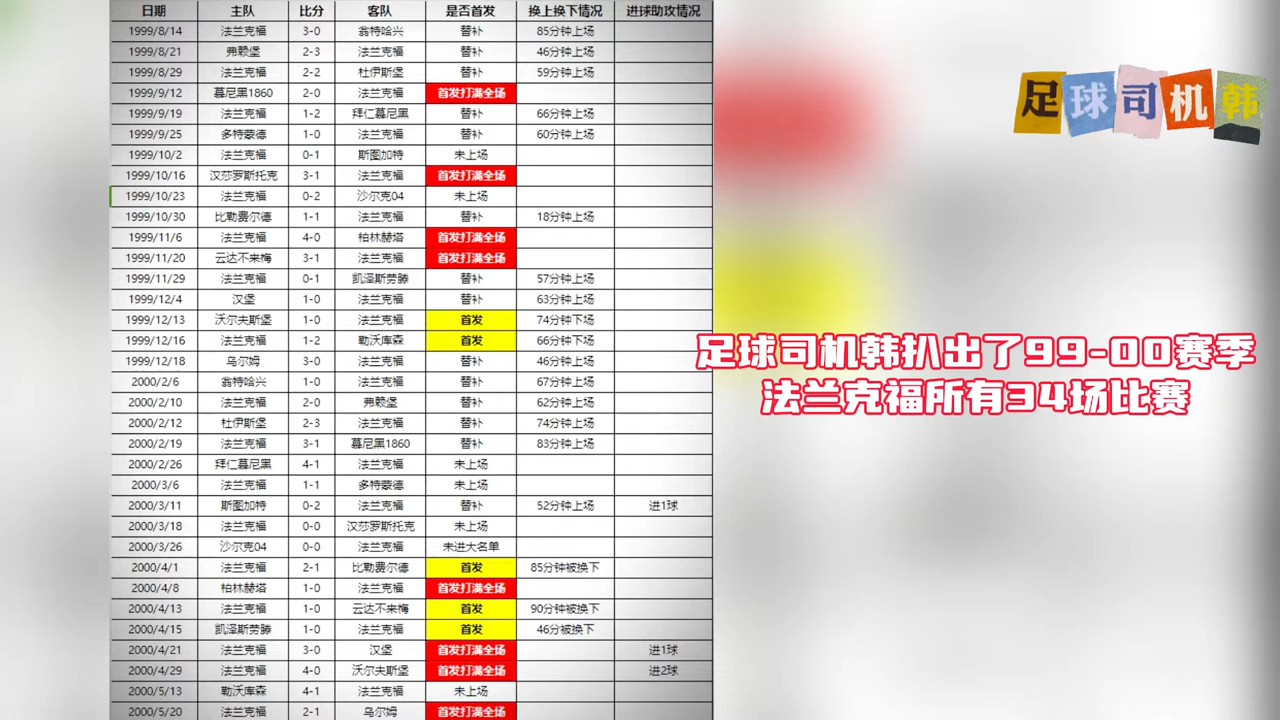 日期 主队 比分 客队 是否首发 换上换下情况 进球助攻情况
1999/8/14 法兰克福 3-0 翁特哈兴 替补 85分钟上场
1999/8/21 弗赖堡 2-3 法兰克福 替补 46分钟上场
1999/8/29 法兰克福 2-2 杜伊斯堡 替补 59分钟上场
1999/9/12 慕尼黑1860 2-0 法兰克福 首发打满全场
1999/9/19 法兰克福 1-2 拜仁慕尼黑 替补 66分钟上场
1999/9/25 多特蒙德 1-0 法兰克福 替补 60分钟上场
1999/10/2 法兰克福 0-1 斯图加特 未上场
1999/10/16 汉莎罗斯托克 3-1 法兰克福 首发打满全场
1999/10/23 法兰克福 0-2 沙尔克04 未上场
1999/10/30 比勒费尔德 1-1 法兰克福 替补 18分钟上场
1999/11/6 法兰克福 4-0 柏林赫塔 首发打满全场
1999/11/20 云达不来梅 3-1 法兰克福 首发打满全场
1999/11/29 法兰克福 0-1 凯泽斯劳滕 替补 57分钟上场
1999/12/4 汉堡 1-0 法兰克福 替补 63分钟上场
1999/12/13 沃尔夫斯堡 1-0 法兰克福 首发 74分钟下场
1999/12/16 法兰克福 1-2 勒沃库森 首发 66分钟下场
1999/12/18 乌尔姆 3-0 法兰克福 替补 46分钟上场
2000/2/6 翁特哈兴 1-0 法兰克福 替补 67分钟上场
2000/2/10 法兰克福 2-0 弗赖堡 替补 62分钟上场
2000/2/12 杜伊斯堡 2-3 法兰克福 替补 74分钟上场
2000/2/19 法兰克福 3-1 慕尼黑1860 替补 83分钟上场
2000/2/26 拜仁慕尼黑 4-1 法兰克福 未上场
2000/3/6 法兰克福 1-1 多特蒙德 未上场
2000/3/11 斯图加特 0-2 法兰克福 替补 52分钟上场 进1球
2000/3/18 法兰克福 0-0 汉莎罗斯托克 未上场
2000/3/26 沙尔克04 0-0 法兰克福 未进大名单
2000/4/1 法兰克福 2-1 比勒费尔德 首发 85分钟被换下
2000/4/8 柏林赫塔 1-0 法兰克福 首发打满全场
2000/4/13 法兰克福 1-0 云达不来梅 首发 90分钟被换下
2000/4/15 凯泽斯劳滕 1-0 法兰克福 首发 46分被换下
2000/4/21 法兰克福 3-0 汉堡 首发打满全场 进1球
2000/4/29 法兰克福 4-0 沃尔夫斯堡 首发打满全场 进2球
2000/5/13 勒沃库森 4-1 法兰克福 未上场
2000/5/20 法兰克福 2-1 乌尔姆 首发打满全场
足球司机韩
足球司机韩扒出了99-00赛季
法兰克福所有34场比赛